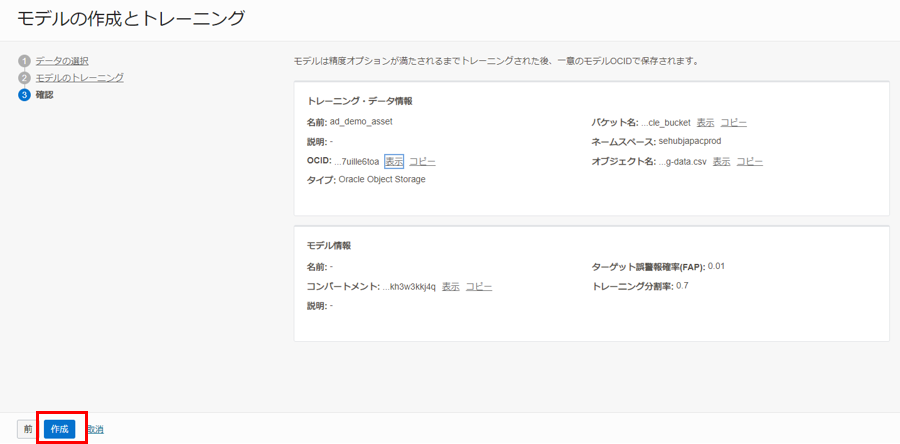 モデルの作成とトレーニング
1 データの選択
2 モデルのトレーニング
3 確認
モデルは精度オプションが満たされるまでトレーニングされた後、一意のモデルOCIDで保存されます。
トレーニング・データ情報
名前: ad_demo_asset
説明: -
OCID: ...7uille6toa 表示 コピー
タイプ: Oracle Object Storage
バケット名: ...cle_bucket 表示 コピー
ネームスペース: sehubjapacprod
オブジェクト名: ...g-data.csv 表示 コピー
モデル情報
名前: -
コンパートメント: ...kh3w3kkj4q 表示 コピー
説明: -
ターゲット誤警報確率(FAP): 0.01
トレーニング分割率: 0.7
前 作成 取消